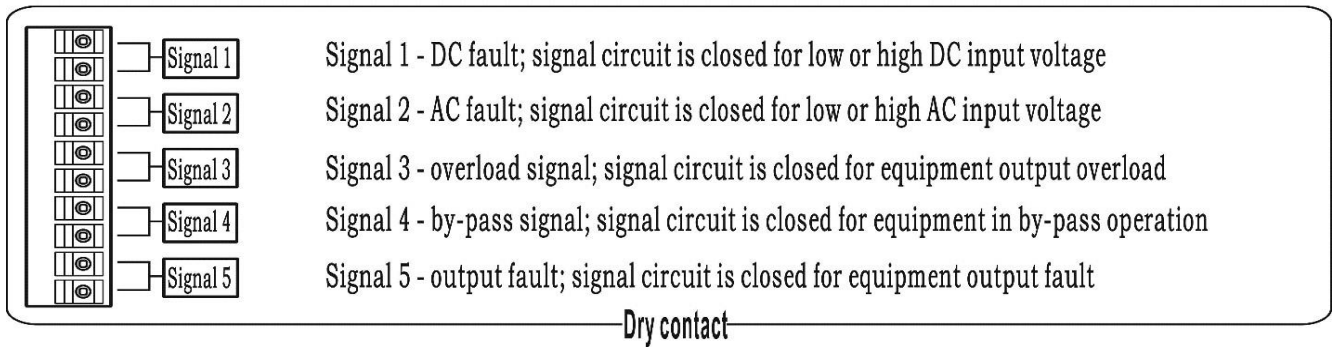 Signal 1 Signal 1 - DC fault; signal circuit is closed for low or high DC input voltage
Signal 2 Signal 2 - AC fault; signal circuit is closed for low or high AC input voltage
Signal 3 Signal 3 - overload signal; signal circuit is closed for equipment output overload
Signal 4 Signal 4 - by-pass signal; signal circuit is closed for equipment in by-pass operation
Signal 5 Signal 5 - output fault; signal circuit is closed for equipment output fault
Dry contact